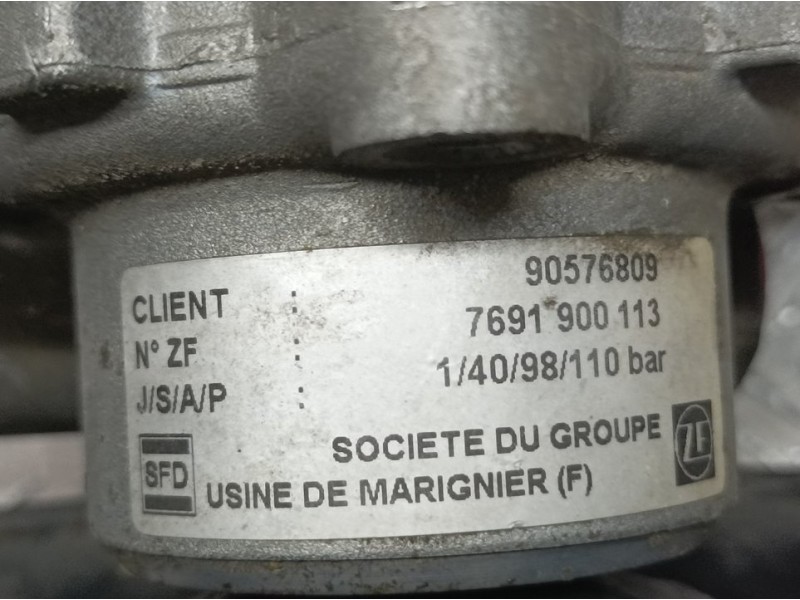 CLIENT : 90576809
N° ZF : 7691 900 113
J/S/A/P : 1/40/98/110 bar
SOCIETE DU GROUPE ZF
SFD USINE DE MARIGNIER (F)